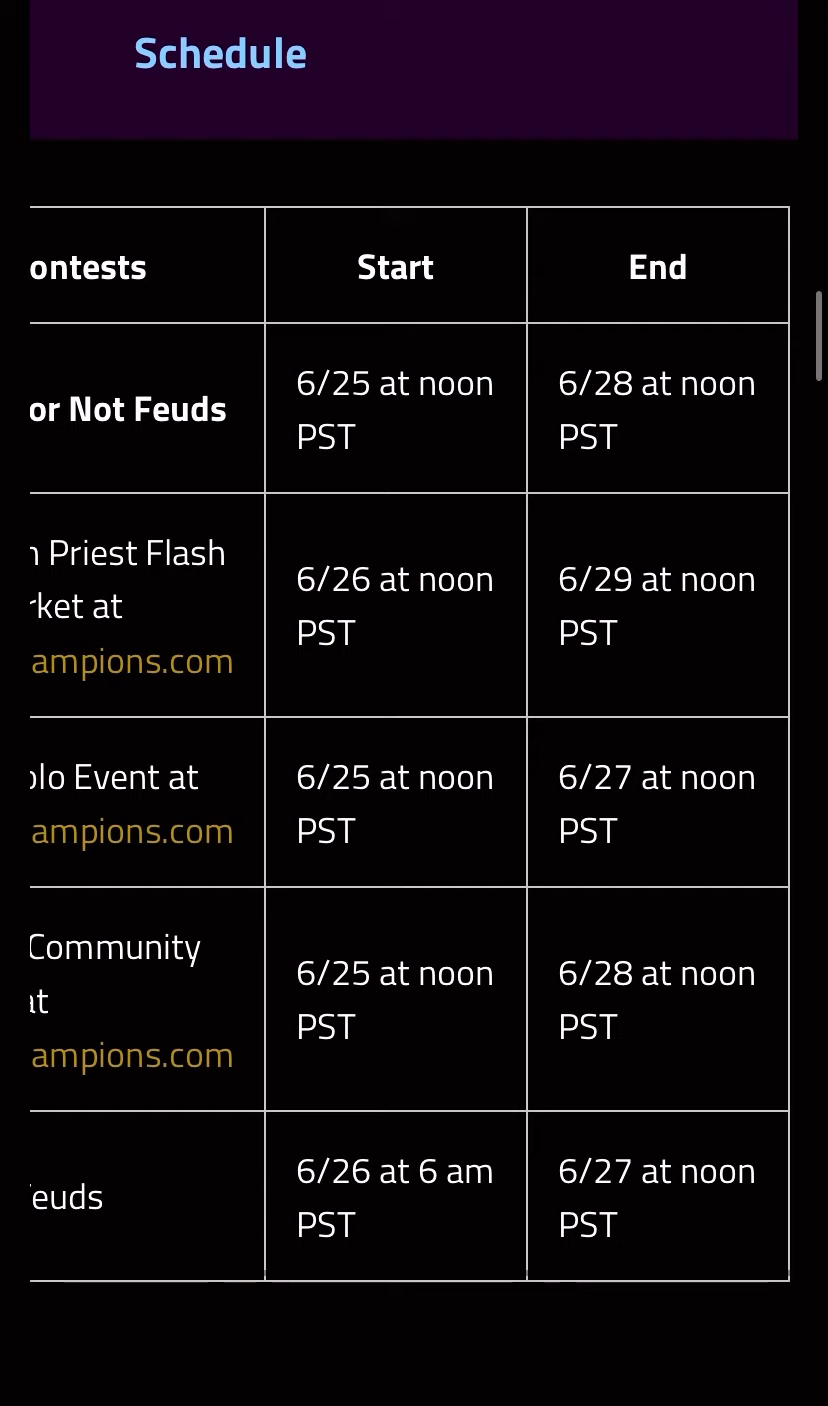 Schedule
ontests
Start
End
or Not Feuds
6/25 at noon
PST
6/28 at noon
PST
n Priest Flash
rket at
ampions.com
6/26 at noon
PST
6/29 at noon
PST
olo Event at
ampions.com
6/25 at noon
PST
6/27 at noon
PST
Community
at
ampions.com
6/25 at noon
PST
6/28 at noon
PST
euds
6/26 at 6 am
PST
6/27 at noon
PST